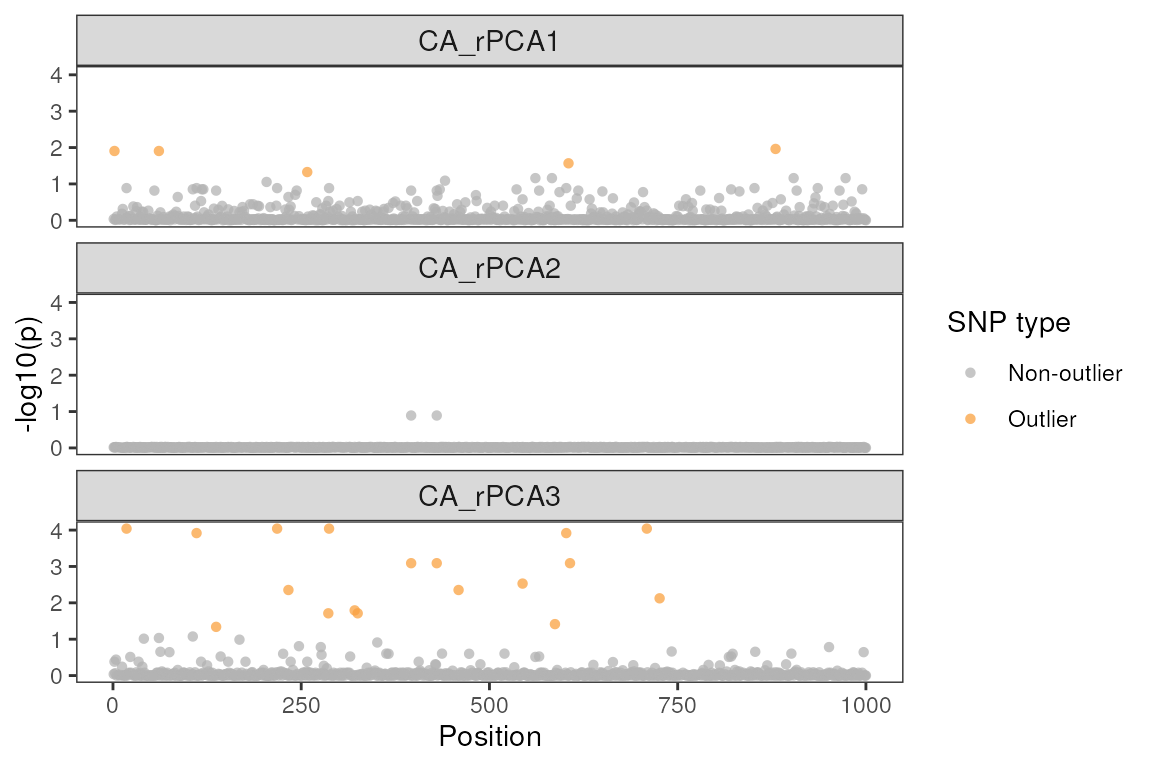 CA_rPCA1
4
3
2
1
0
CA_rPCA2
4
3
2
1
0
CA_rPCA3
4
3
2
1
0
0 250 500 750 1000
Position
-log10(p)
SNP type
Non-outlier
Outlier